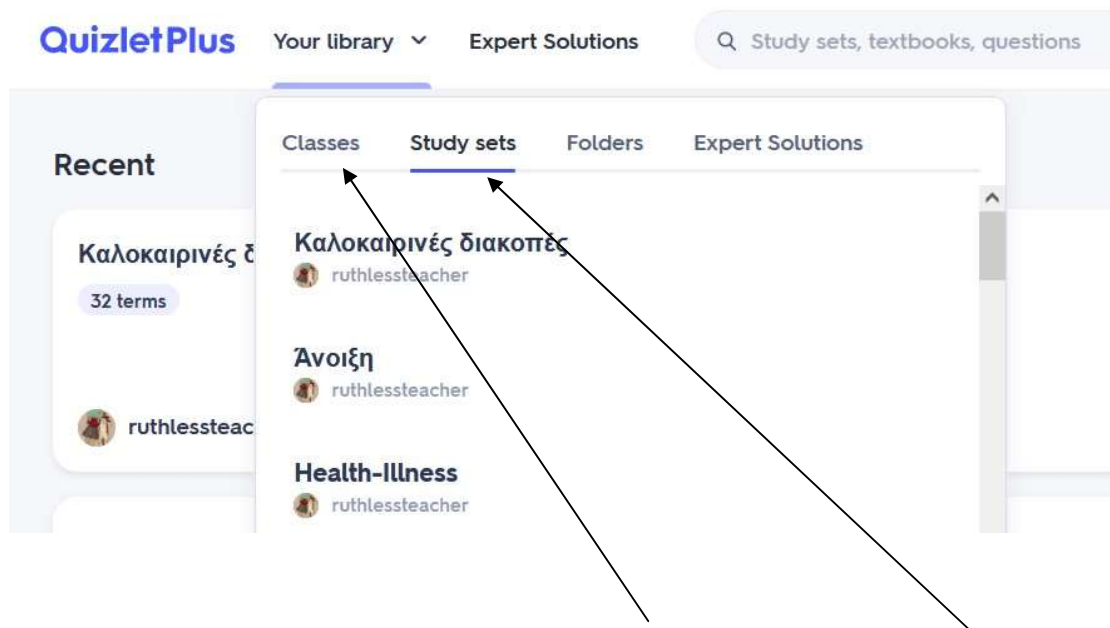 QuizletPlus Your library Expert Solutions Study sets, textbooks, questions
Classes Study sets Folders Expert Solutions
Recent
Καλοκαιρινές δ
32 terms
ruthlessteac
Καλοκαιρινές διακοπές
ruthlessteacher
Άνοιξη
ruthlessteacher
Health-Illness
ruthlessteacher